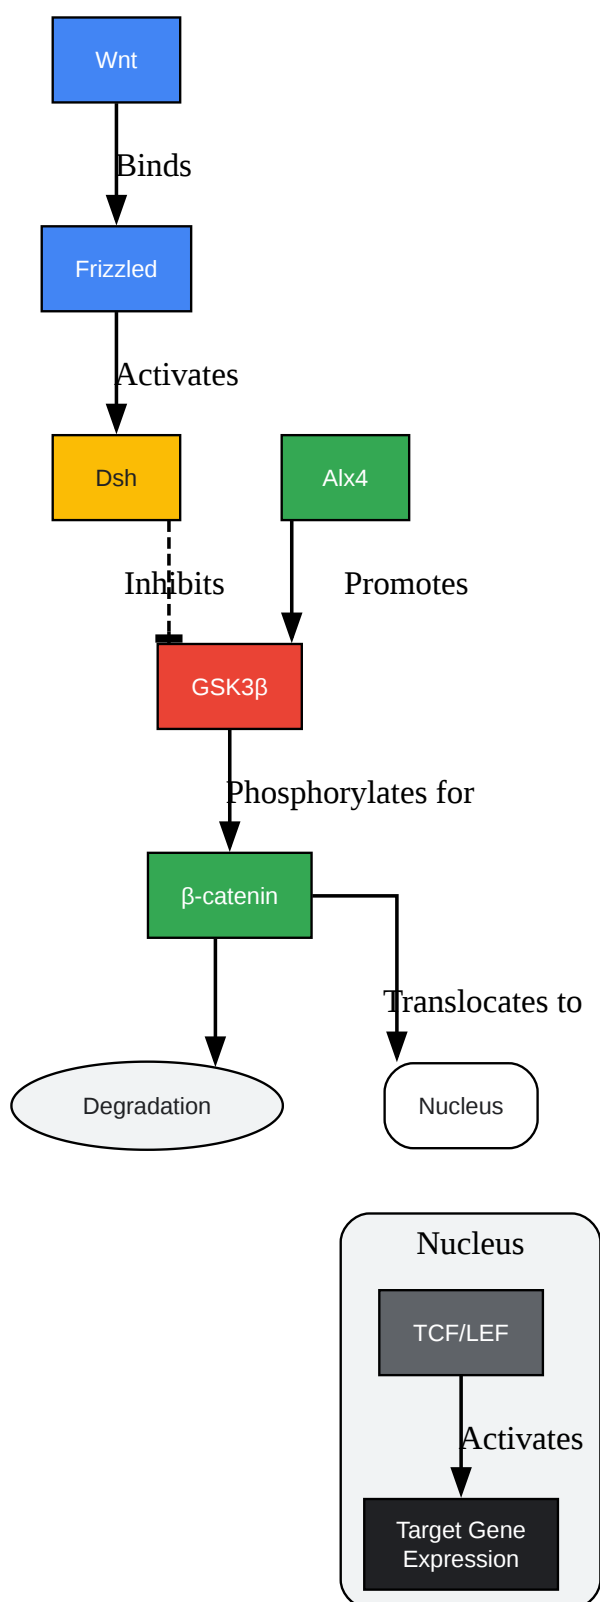 Wnt
Binds
Frizzled
Activates
Dsh
Alx4
Inhibits
Promotes
GSK3β
Phosphorylates for
β-catenin
Translocates to
Degradation
Nucleus
Nucleus
TCF/LEF
Activates
Target Gene
Expression